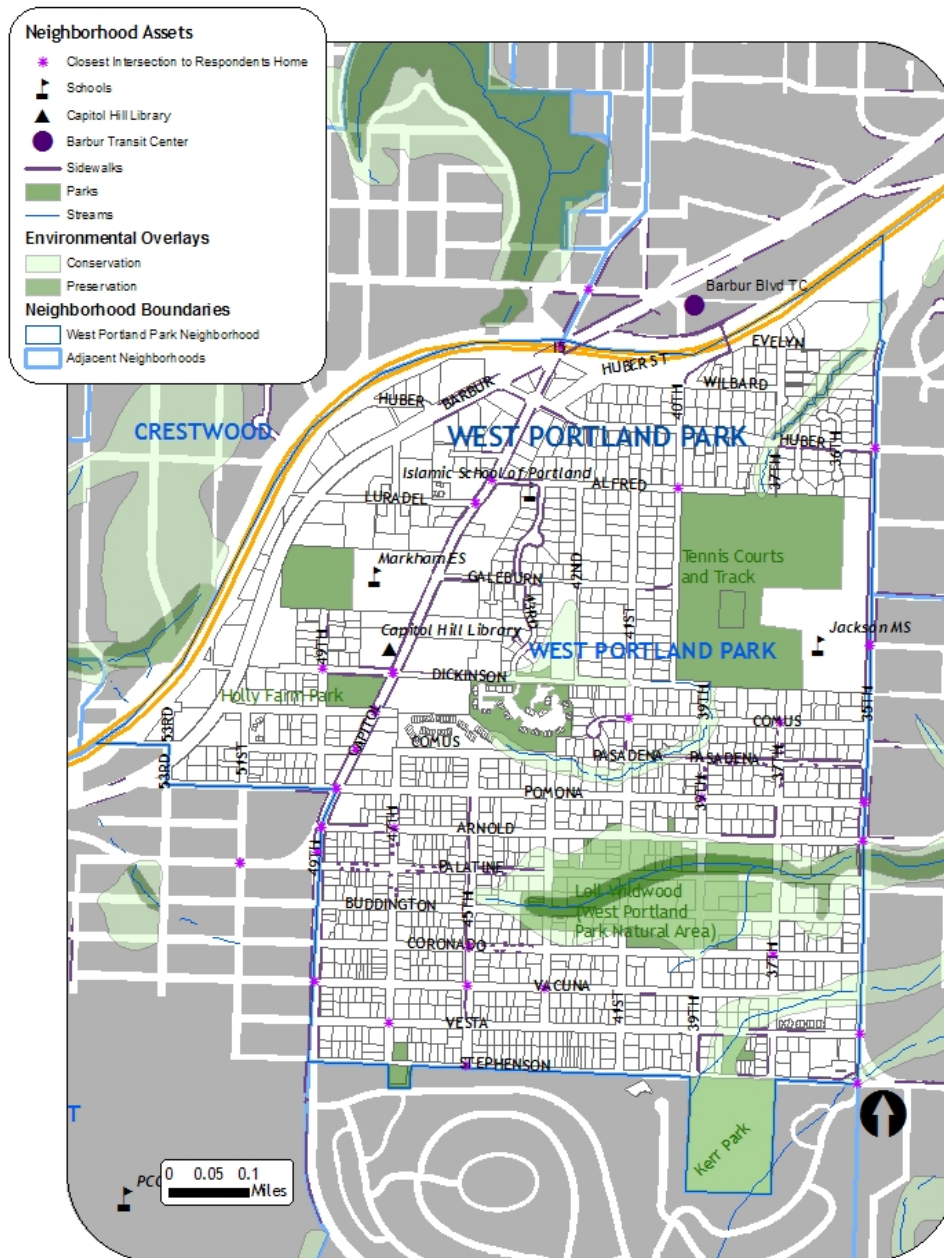 Neighborhood Assets
Closest Intersection to Respondents Home
Schools
Capitol Hill Library
Barbur Transit Center
Sidewalks
Parks
Streams
Environmental Overlays
Conservation
Preservation
Neighborhood Boundaries
West Portland Park Neighborhood
Adjacent Neighborhoods
Barbur Blvd TC
I5
EVELYN
HUBER ST
WILBARD
BARBUR
HUBER
40TH
CRESTWOOD
WEST PORTLAND PARK
HUBER
36TH
37TH
Islamic School of Portland
ALFRED
LURADEL
Tennis Courts
and Track
Markham ES
GALEBURN
42ND
43RD
41ST
Capitol Hill Library
Jackson MS
49TH
WEST PORTLAND PARK
DICKINSON
Holly Farm Park
39TH
35TH
53RD
CAPITOL
COMUS
51ST
COMUS
PASADENA
PASADENA
37TH
53RD
POMONA
39TH
47TH
ARNOLD
49TH
PALATINE
Loll Wildwood
(West Portland
Park Natural Area)
BUDDINGTON
45TH
CORONADO
37TH
VACUNA
41ST
39TH
VESTA
STEPHENSON
T
Kerr Park
PCC
0 0.05 0.1
Miles